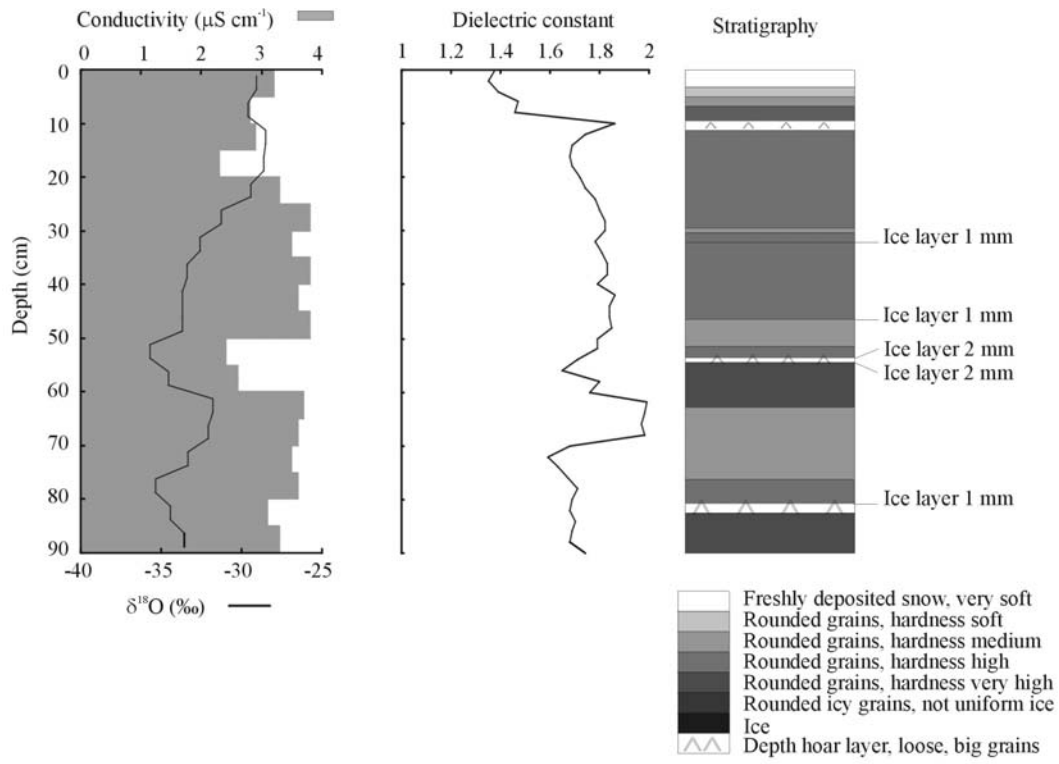 Conductivity (μS cm⁻¹)
0 1 2 3 4
Dielectric constant
1 1.2 1.4 1.6 1.8 2
Stratigraphy
Depth (cm)
0
10
20
30
40
50
60
70
80
90
-40 -35 -30 -25
δ¹⁸O (‰)
Ice layer 1 mm
Ice layer 1 mm
Ice layer 2 mm
Ice layer 2 mm
Ice layer 1 mm
Freshly deposited snow, very soft
Rounded grains, hardness soft
Rounded grains, hardness medium
Rounded grains, hardness high
Rounded grains, hardness very high
Rounded icy grains, not uniform ice
Ice
Depth hoar layer, loose, big grains